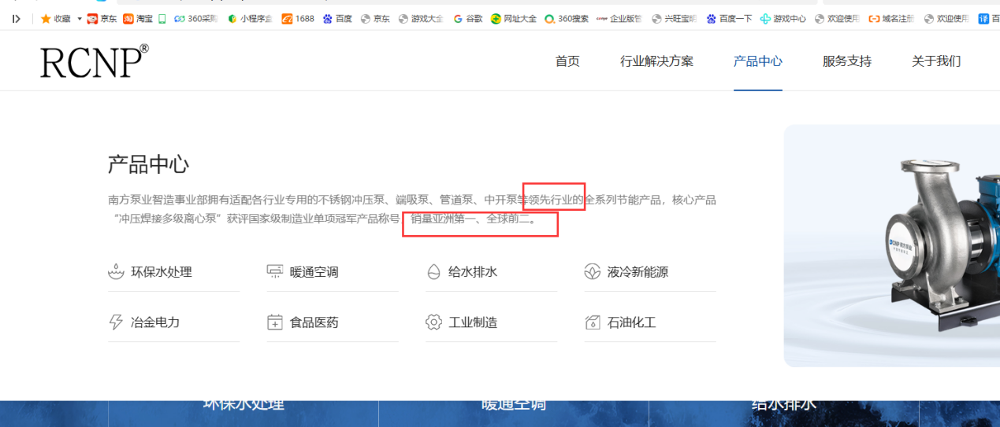 收藏 京东 淘宝 360采购 小程序盒 1688 百度 京东 游戏大全 谷歌 网址大全 360搜索 企业版智 兴旺宝明 百度一下 游戏中心 欢迎使用 域名注册 欢迎使用 译 百
RCNP®
首页 行业解决方案 产品中心 服务支持 关于我们
产品中心
南方泵业智造事业部拥有适配各行业专用的不锈钢冲压泵、端吸泵、管道泵、中开泵等领先行业的全系列节能产品，核心产品
“冲压焊接多级离心泵”获评国家级制造业单项冠军产品称号，销量亚洲第一、全球前二。
环保水处理 暖通空调 给水排水 液冷新能源
冶金电力 食品医药 工业制造 石油化工
环保水处理 暖通空调 给水排水